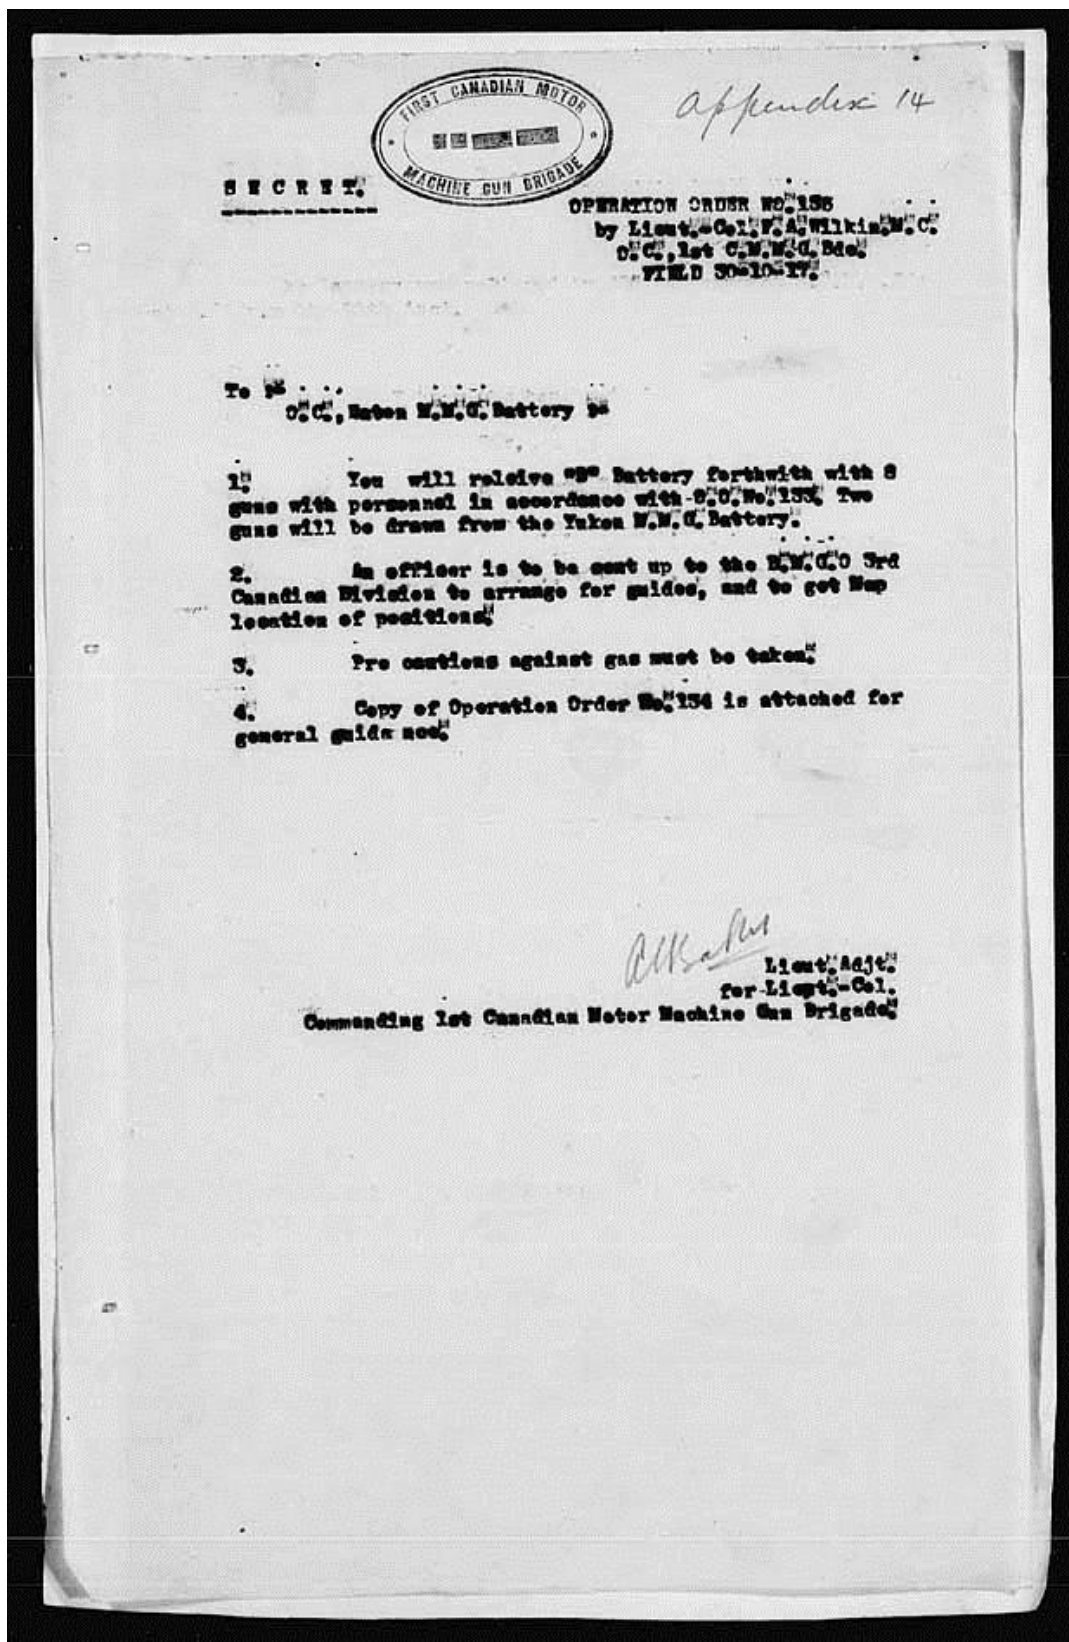 FIRST CANADIAN MOTOR
MACHINE GUN BRIGADE
Appendix 14
SECRET.
OPERATION ORDER NO.136
by Lieut.-Col.F.A.Wilkin.M.C.
O.C.,1st C.M.M.G.Bde.
FIELD 30-10-17.
To :-
O.C., Eaton M.M.G.Battery :-
1. You will releive "B" Battery forthwith with 8
guns with personnel in accordance with O.O.No.133. Two
guns will be drawn from the Yukon M.M.G.Battery.
2. An officer is to be sent up to the D.M.G.O 3rd
Canadian Division to arrange for guides, and to get Map
location of positions.
3. Pre cautions against gas must be taken.
4. Copy of Operation Order No.134 is attached for
general guida nce.
Lieut.Adjt.
for Lieut.-Col.
Commanding 1st Canadian Motor Machine Gun Brigade.